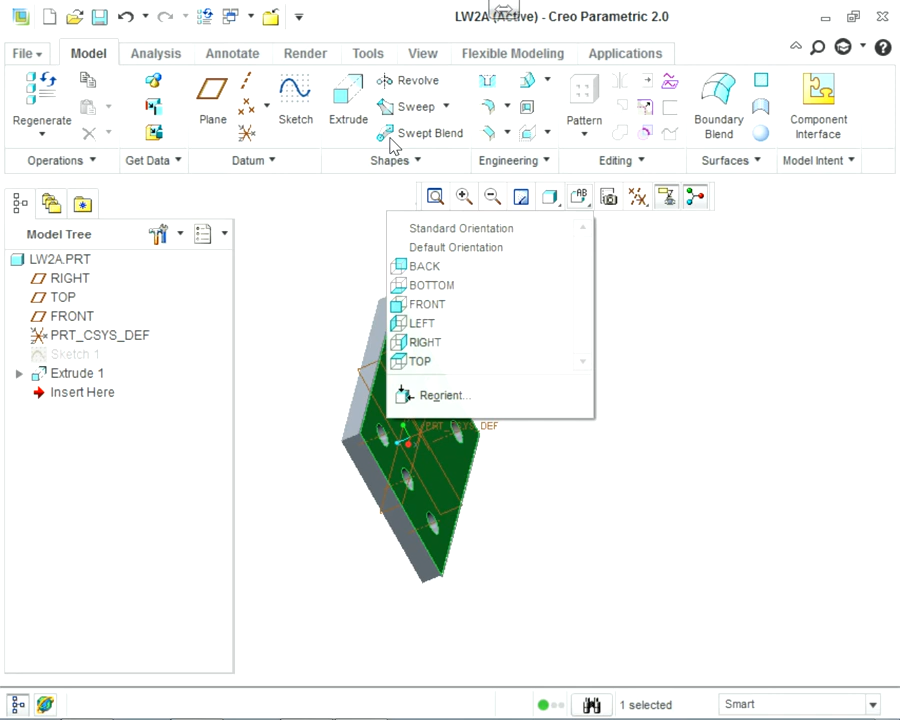 LW2A (Active) - Creo Parametric 2.0
File Model Analysis Annotate Render Tools View Flexible Modeling Applications
Regenerate
Plane
Sketch
Extrude
Revolve
Sweep
Swept Blend
Pattern
Boundary
Blend
Component
Interface
Operations Get Data Datum Shapes Engineering Editing Surfaces Model Intent
Model Tree
LW2A.PRT
RIGHT
TOP
FRONT
PRT_CSYS_DEF
Sketch 1
Extrude 1
Insert Here
Standard Orientation
Default Orientation
BACK
BOTTOM
FRONT
LEFT
RIGHT
TOP
Reorient...
PRT_CSYS_DEF
1 selected
Smart